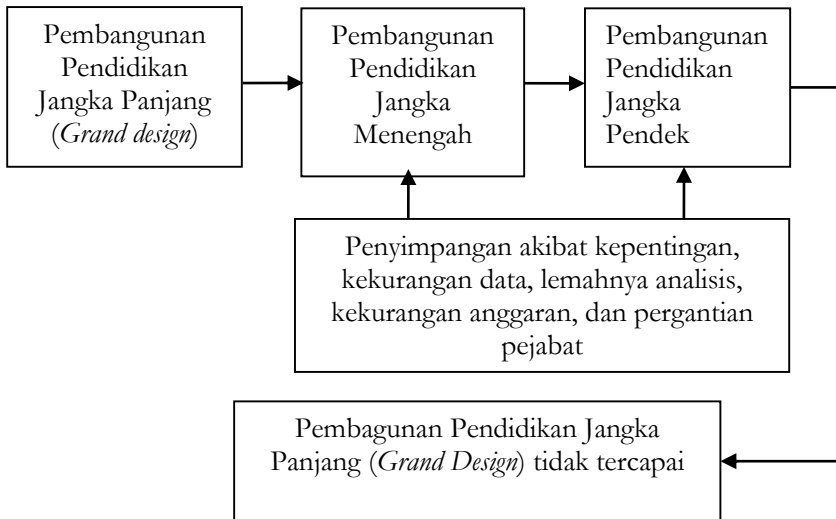 Pembangunan
Pendidikan
Jangka Panjang
(Grand design)
Pembangunan
Pendidikan
Jangka
Menengah
Pembangunan
Pendidikan
Jangka
Pendek
Penyimpangan akibat kepentingan,
kekurangan data, lemahnya analisis,
kekurangan anggaran, dan pergantian
pejabat
Pembagunan Pendidikan Jangka
Panjang (Grand Design) tidak tercapai